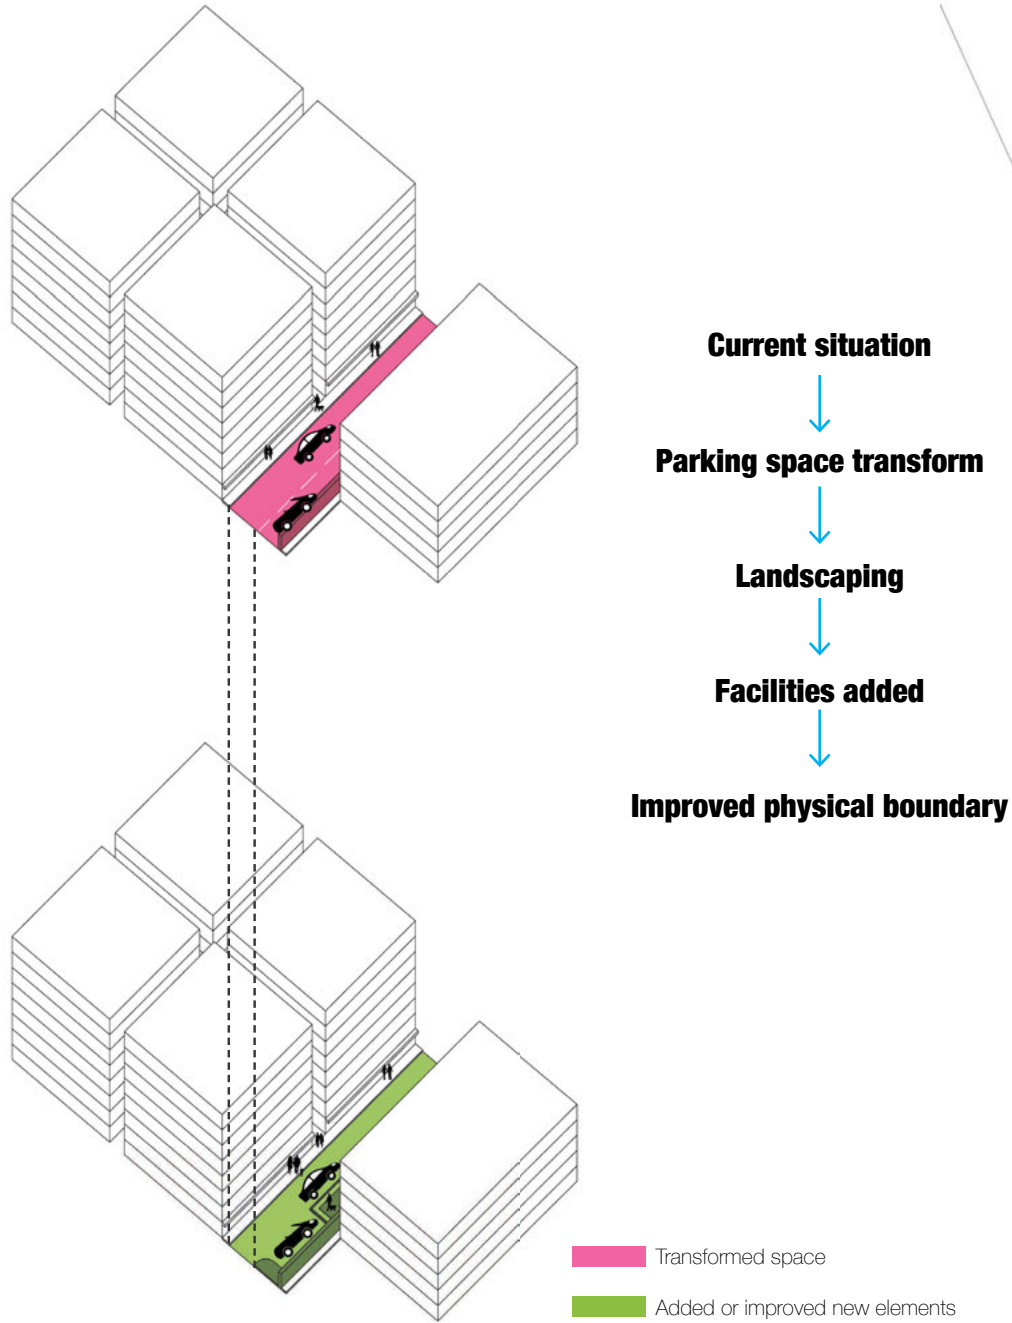 Current situation
Parking space transform
Landscaping
Facilities added
Improved physical boundary
Transformed space
Added or improved new elements